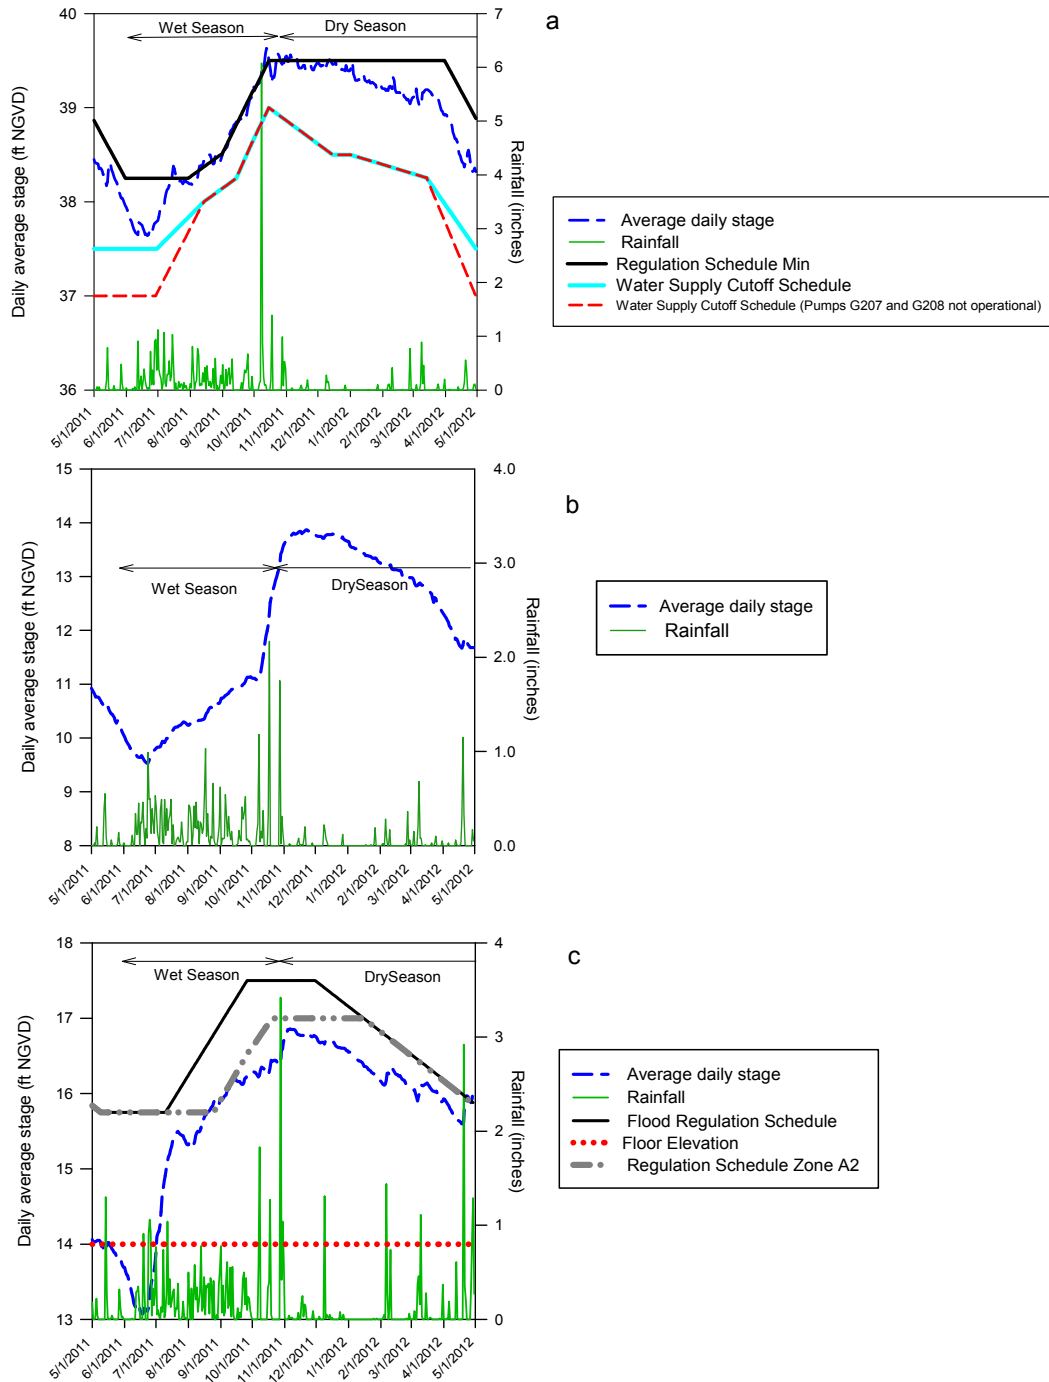 a
Wet Season
Dry Season
40
39
38
37
36
Daily average stage (ft NGVD)
7
6
5
4
3
2
1
0
Rainfall (inches)
5/1/2011
6/1/2011
7/1/2011
8/1/2011
9/1/2011
10/1/2011
11/1/2011
12/1/2011
1/1/2012
2/1/2012
3/1/2012
4/1/2012
5/1/2012
Average daily stage
Rainfall
Regulation Schedule Min
Water Supply Cutoff Schedule
Water Supply Cutoff Schedule (Pumps G207 and G208 not operational)
b
Wet Season
DrySeason
15
14
13
12
11
10
9
8
Daily average stage (ft NGVD)
4.0
3.0
2.0
1.0
0.0
Rainfall (inches)
5/1/2011
6/1/2011
7/1/2011
8/1/2011
9/1/2011
10/1/2011
11/1/2011
12/1/2011
1/1/2012
2/1/2012
3/1/2012
4/1/2012
5/1/2012
Average daily stage
Rainfall
c
Wet Season
DrySeason
18
17
16
15
14
13
Daily average stage (ft NGVD)
4
3
2
1
0
Rainfall (inches)
5/1/2011
6/1/2011
7/1/2011
8/1/2011
9/1/2011
10/1/2011
11/1/2011
12/1/2011
1/1/2012
2/1/2012
3/1/2012
4/1/2012
5/1/2012
Average daily stage
Rainfall
Flood Regulation Schedule
Floor Elevation
Regulation Schedule Zone A2